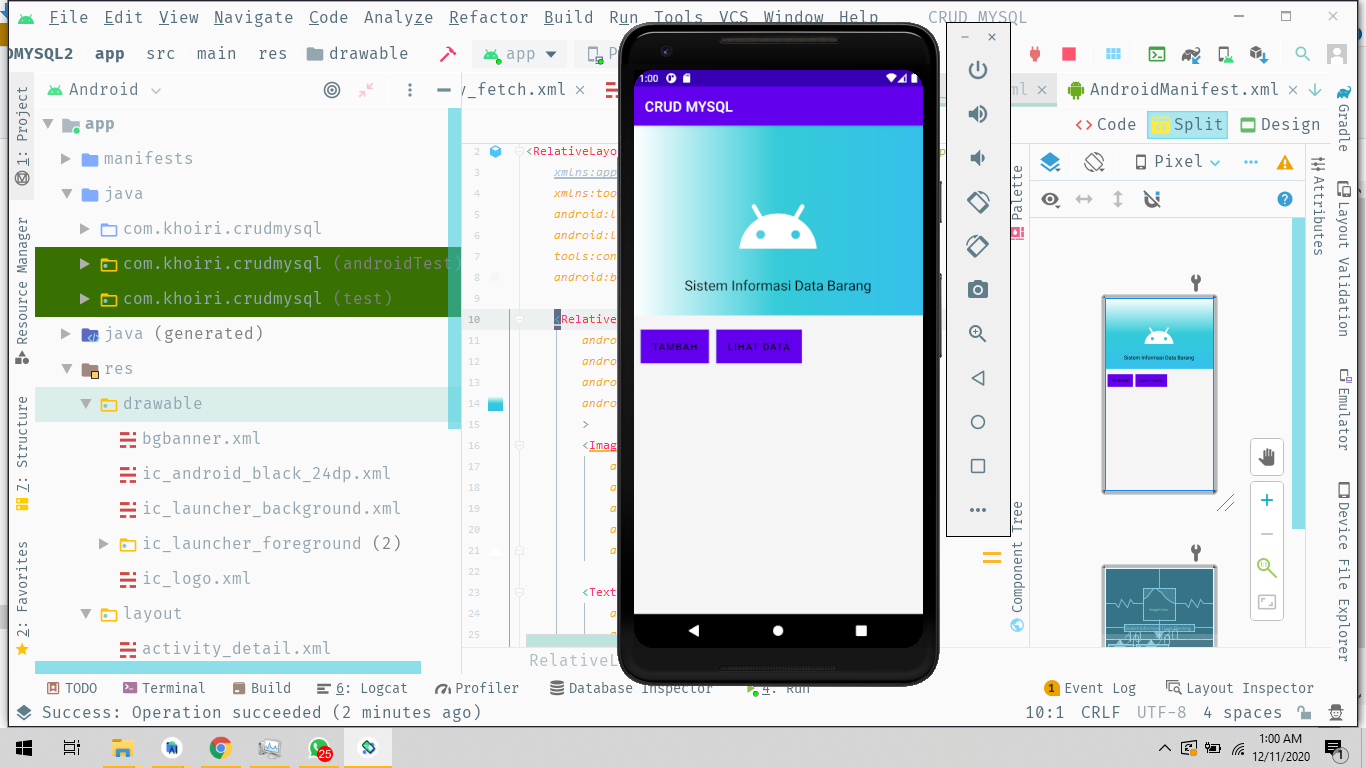 File Edit View Navigate Code Analyze Refactor Build Run Tools VCS Window Help CRUD MYSQL
DMYSQL2 app src main res drawable app
Android
y_fetch.xml
ml AndroidManifest.xml
Code Split Design
Pixel
1: Project
Resource Manager
7: Structure
2: Favorites
app
manifests
java
com.khoiri.crudmysql
com.khoiri.crudmysql (androidTest)
com.khoiri.crudmysql (test)
java (generated)
res
drawable
bgbanner.xml
ic_android_black_24dp.xml
ic_launcher_background.xml
ic_launcher_foreground (2)
ic_logo.xml
layout
activity_detail.xml
2 <RelativeLayo
3 xmlns:app
4 xmlns:too
5 android:l
6 android:l
7 tools:con
8 android:b
9
10 <Relative
11 andro
12 andro
13 andro
14 andro
15 >
16 <Imag
17 a
18 a
19 a
20 a
21 a
22
23 <Text
24 a
25 a
RelativeL
1:00
CRUD MYSQL
Sistem Informasi Data Barang
TAMBAH LIHAT DATA
Palette
Component Tree
Sistem Informasi Data Barang
Gradle
Attributes
Layout Validation
Emulator
Device File Explorer
TODO Terminal Build 6: Logcat Profiler Database Inspector 4: Run 1 Event Log Layout Inspector
Success: Operation succeeded (2 minutes ago) 10:1 CRLF UTF-8 4 spaces
25
1:00 AM
12/11/2020
1